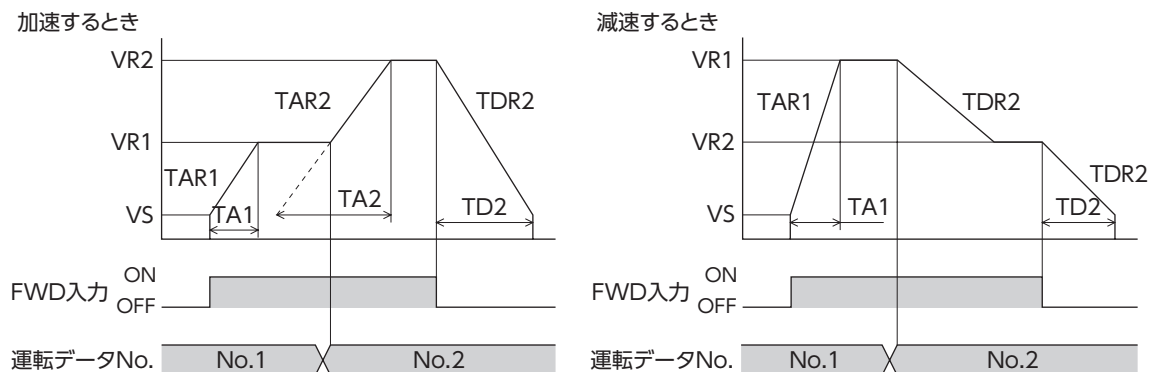 加速するとき
VR2
TAR2
TDR2
VR1
TAR1
TA2
VS
TA1
TD2
FWD入力
ON
OFF
運転データNo.
No.1
No.2
減速するとき
VR1
TAR1
TDR2
VR2
TDR2
VS
TA1
TD2
FWD入力
ON
OFF
運転データNo.
No.1
No.2